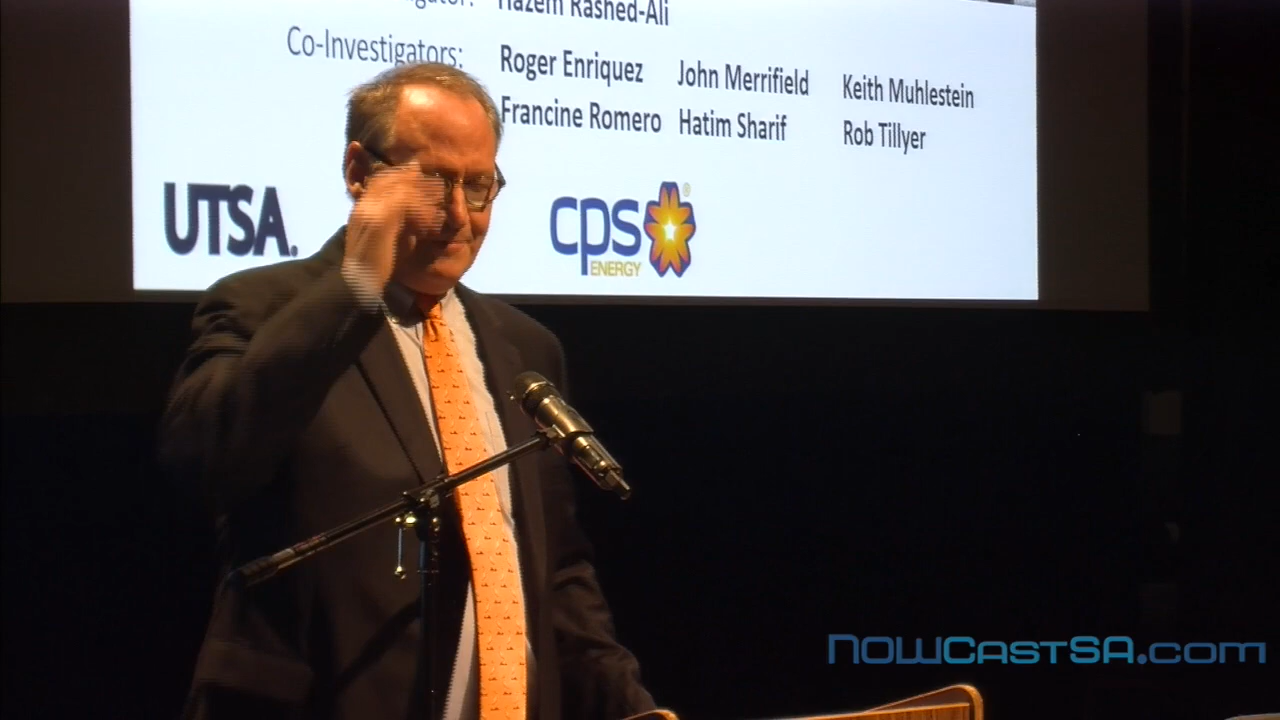 Hazem Rashed-Ali
Co-Investigators: Roger Enriquez John Merrifield Keith Muhlestein
Francine Romero Hatim Sharif Rob Tillyer
UTSA.
cps
ENERGY
NOWCastSA.com